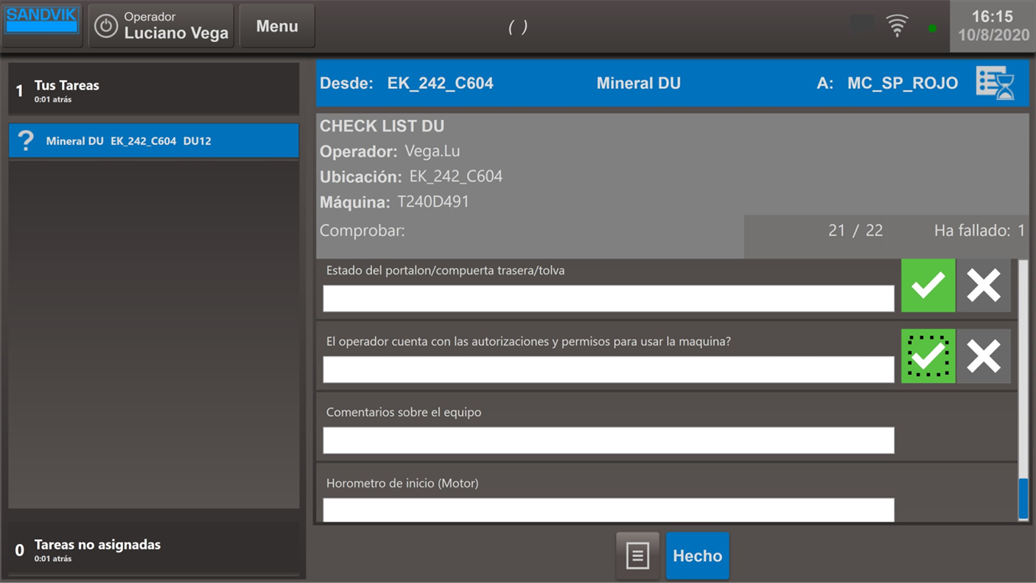 SANDVIK
Operador
Luciano Vega
Menu
( )
16:15
10/8/2020
1 Tus Tareas
0:01 atrás
? Mineral DU EK_242_C604 DU12
0 Tareas no asignadas
0:01 atrás
Desde: EK_242_C604 Mineral DU A: MC_SP_ROJO
CHECK LIST DU
Operador: Vega.Lu
Ubicación: EK_242_C604
Máquina: T240D491
Comprobar: 21 / 22 Ha fallado: 1
Estado del portalon/compuerta trasera/tolva
El operador cuenta con las autorizaciones y permisos para usar la maquina?
Comentarios sobre el equipo
Horometro de inicio (Motor)
Hecho